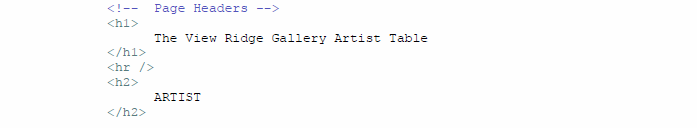 <!--  Page Headers -->
<h1>
The View Ridge Gallery Artist Table
</h1>
<hr />
<h2>
ARTIST
</h2>